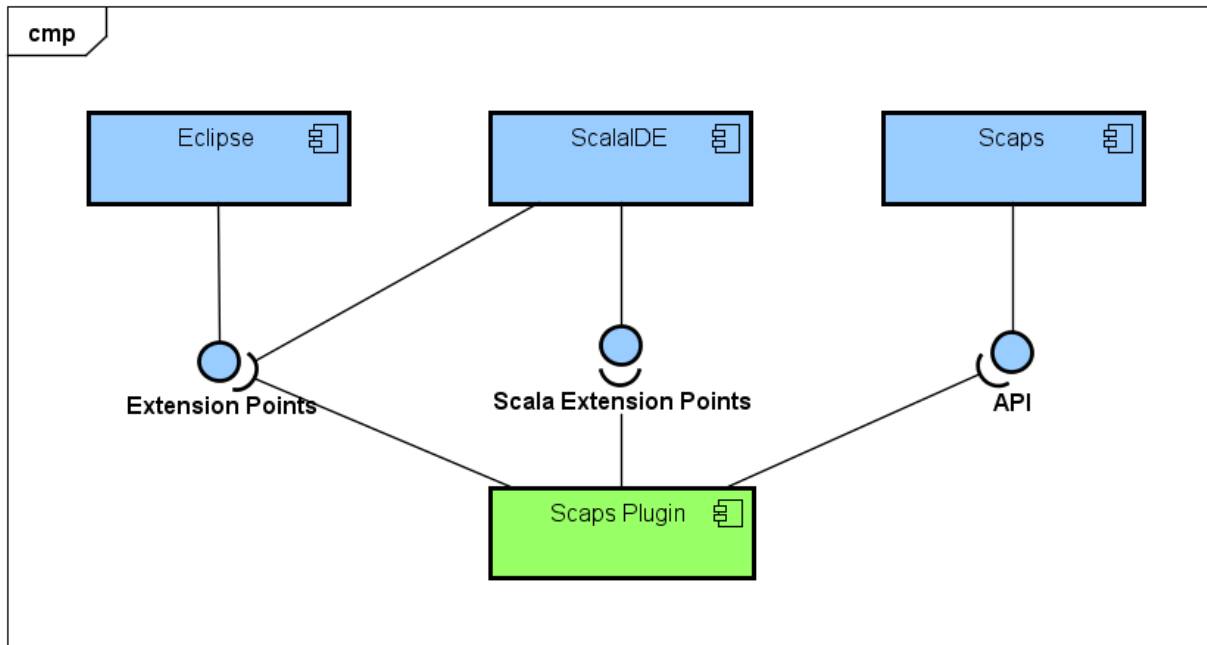 cmp
Eclipse
ScalaIDE
Scaps
Extension Points
Scala Extension Points
API
Scaps Plugin